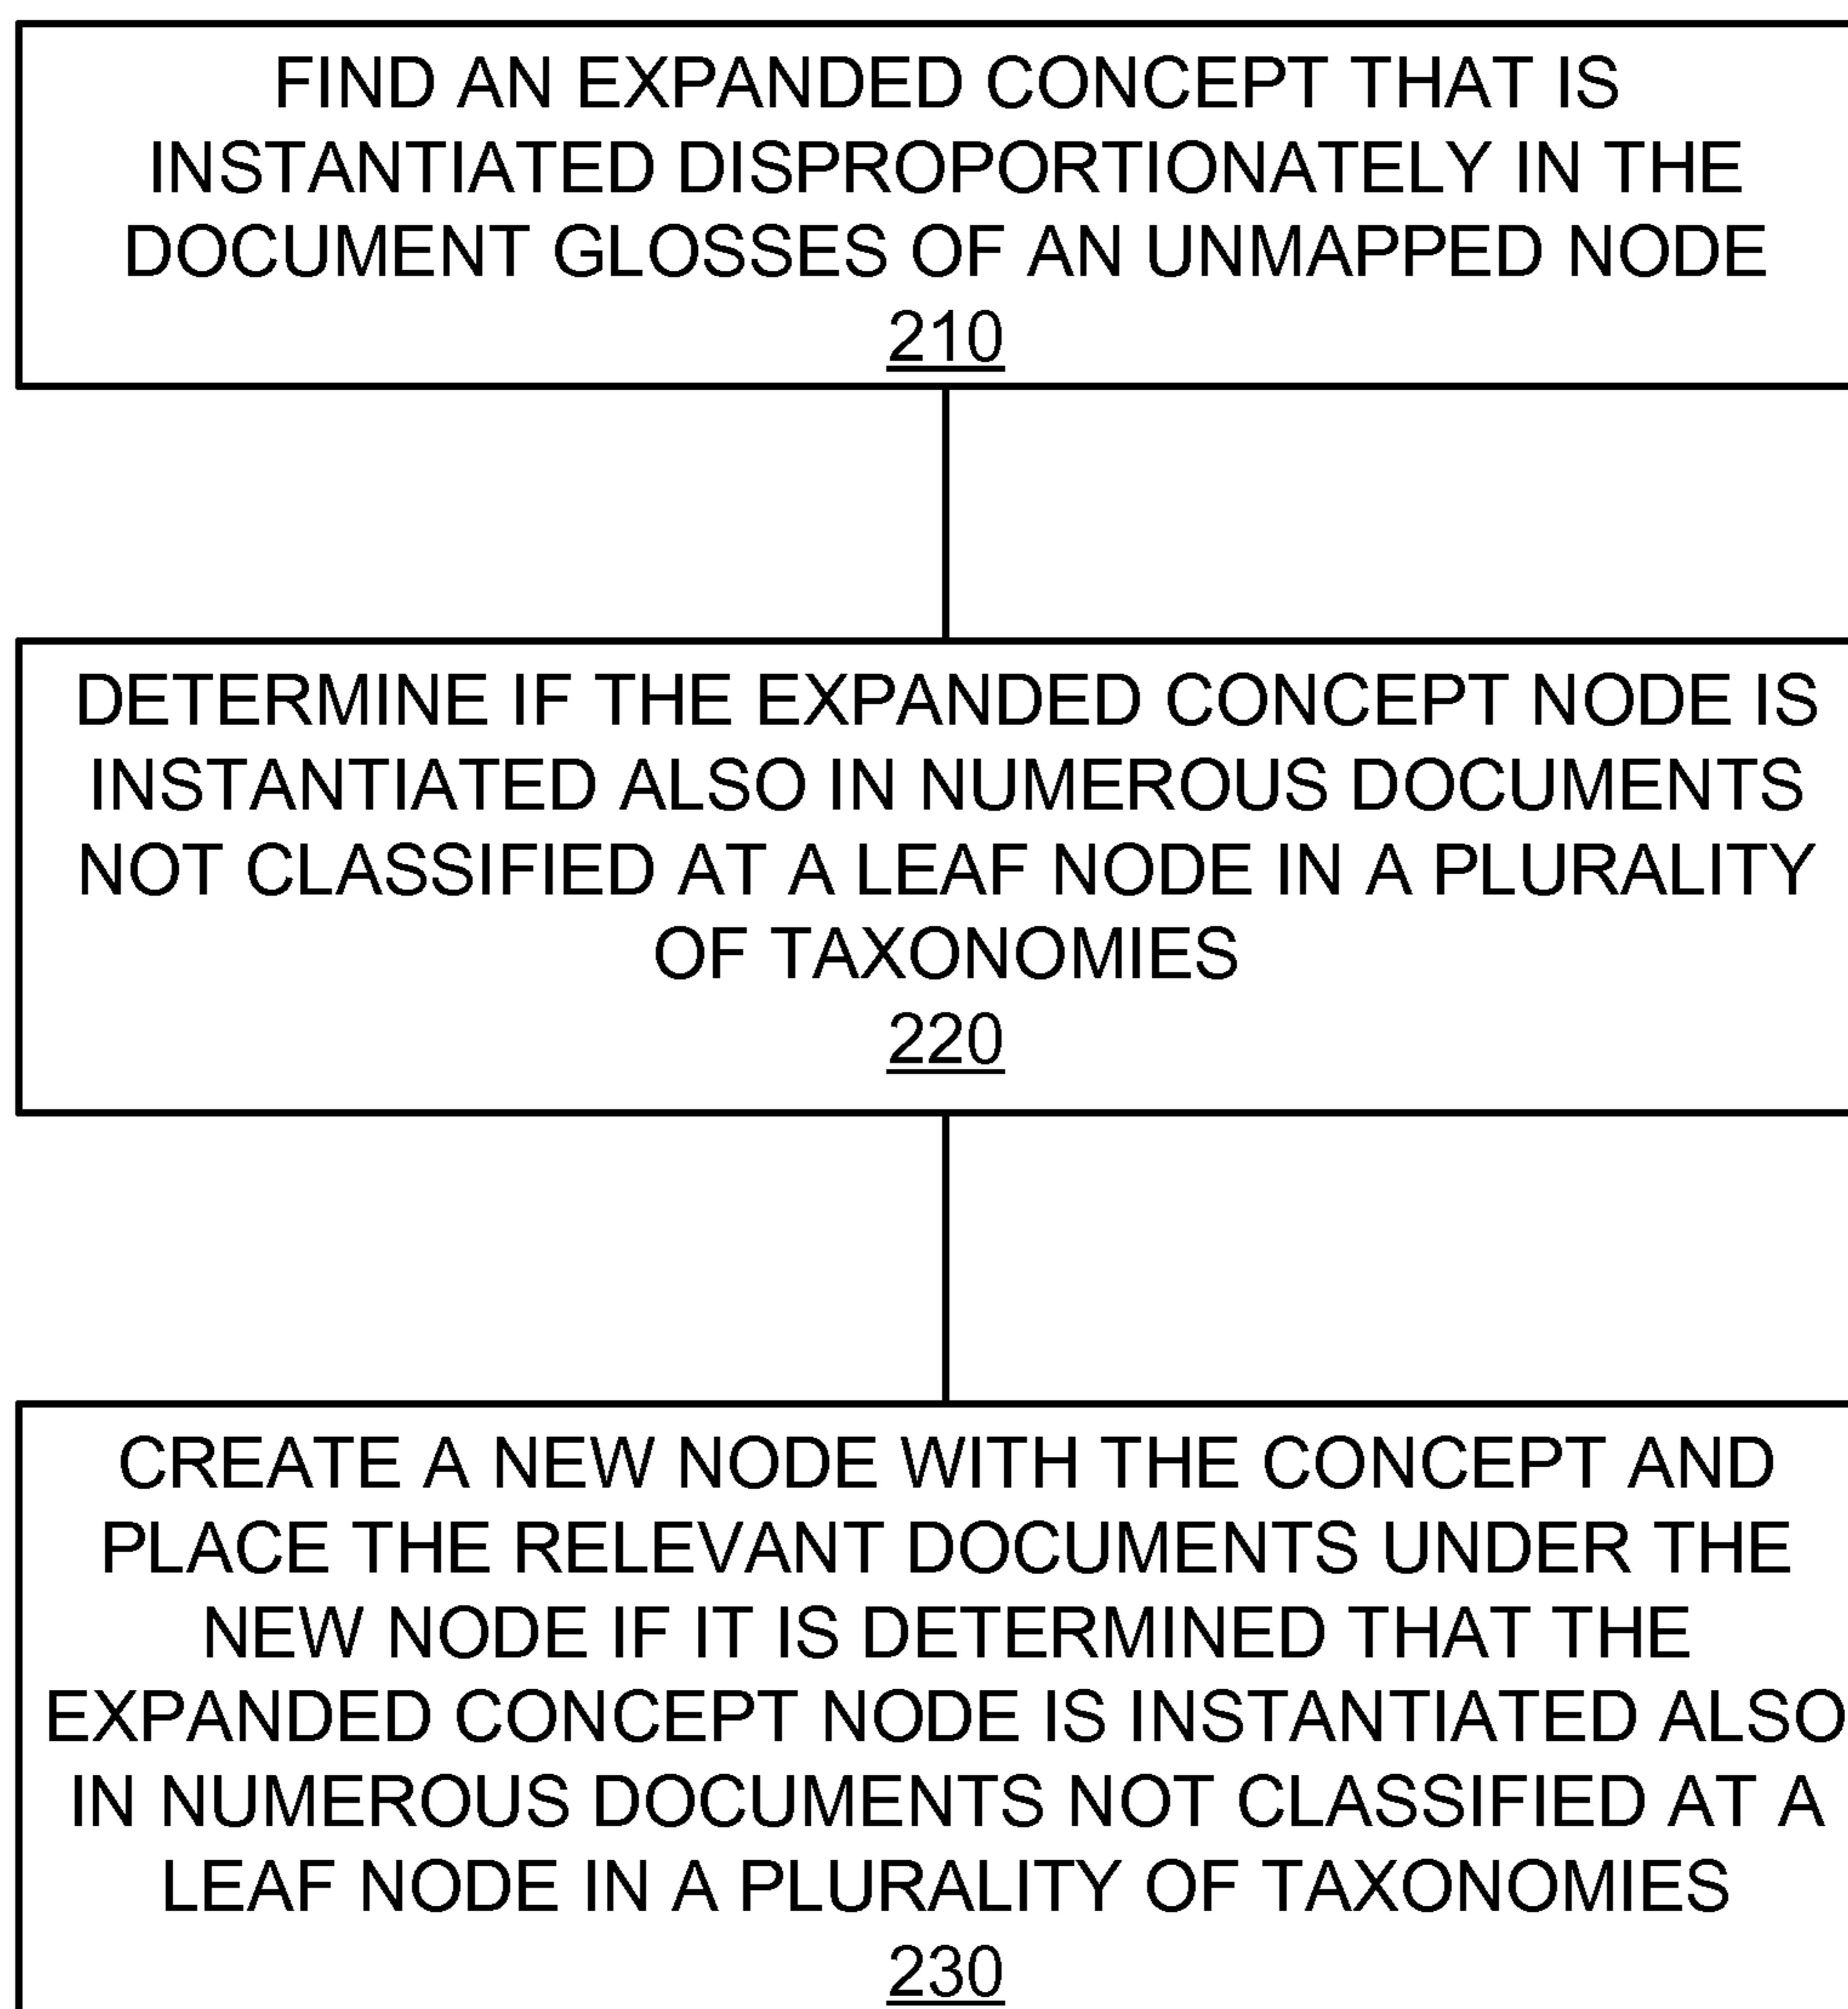 FIND AN EXPANDED CONCEPT THAT IS
INSTANTIATED DISPROPORTIONATELY IN THE
DOCUMENT GLOSSES OF AN UNMAPPED NODE
210
DETERMINE IF THE EXPANDED CONCEPT NODE IS
INSTANTIATED ALSO IN NUMEROUS DOCUMENTS
NOT CLASSIFIED AT A LEAF NODE IN A PLURALITY
OF TAXONOMIES
220
CREATE A NEW NODE WITH THE CONCEPT AND
PLACE THE RELEVANT DOCUMENTS UNDER THE
NEW NODE IF IT IS DETERMINED THAT THE
EXPANDED CONCEPT NODE IS INSTANTIATED ALSO
IN NUMEROUS DOCUMENTS NOT CLASSIFIED AT A
LEAF NODE IN A PLURALITY OF TAXONOMIES
230